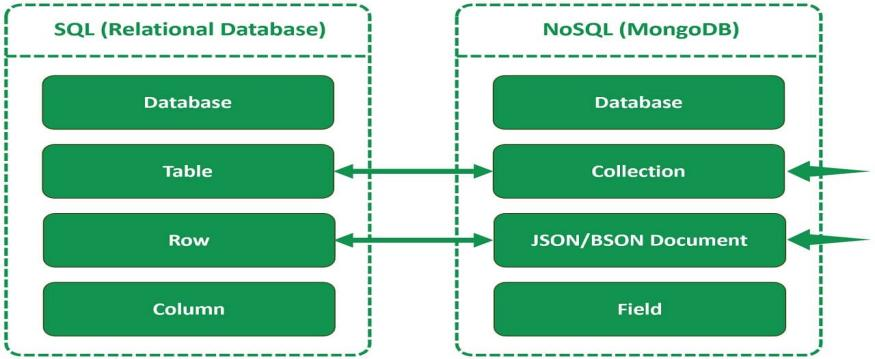 SQL (Relational Database)
Database
Table
Row
Column
NoSQL (MongoDB)
Database
Collection
JSON/BSON Document
Field